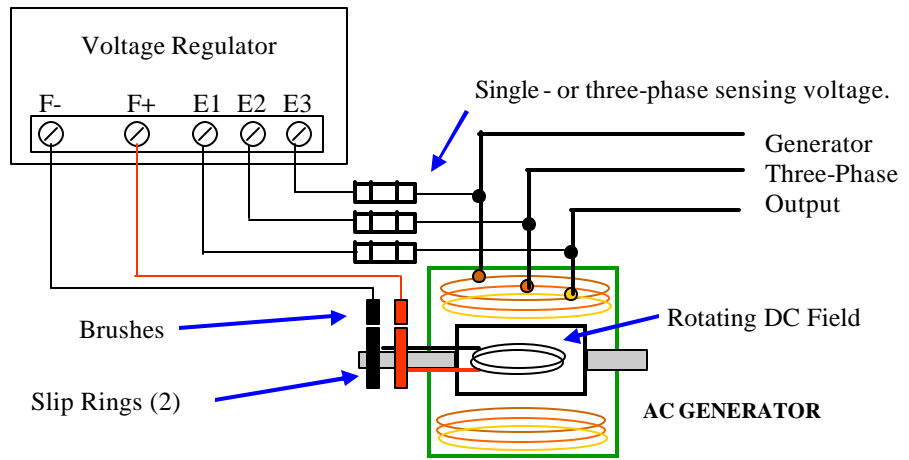 Voltage Regulator
F- F+ E1 E2 E3
Single - or three-phase sensing voltage.
Generator
Three-Phase
Output
Brushes
Rotating DC Field
Slip Rings (2)
AC GENERATOR